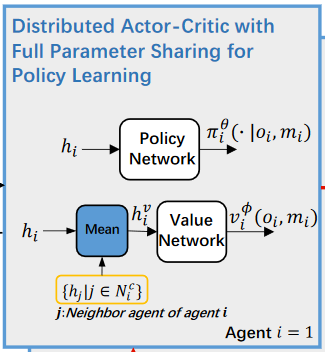 Distributed Actor-Critic with
Full Parameter Sharing for
Policy Learning
h_i
Policy
Network
π_i^θ(· |o_i, m_i)
h_i
Mean
h_i^v
Value
Network
v_i^ϕ(o_i, m_i)
{h_j|j ∈ N_i^c}
j:Neighbor agent of agent i
Agent i = 1